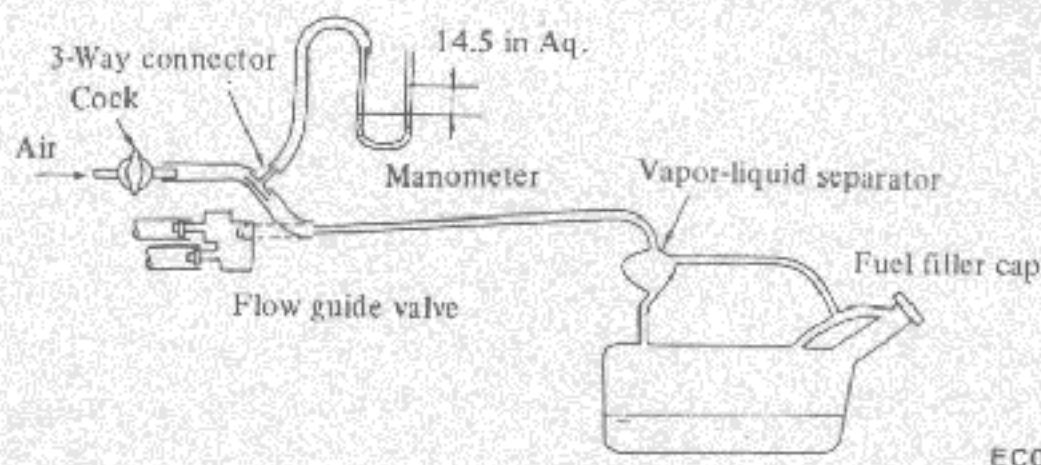 14.5 in Aq.
3-Way connector
Cock
Air
Manometer
Vapor-liquid separator
Fuel filler cap
Flow guide valve
EC0